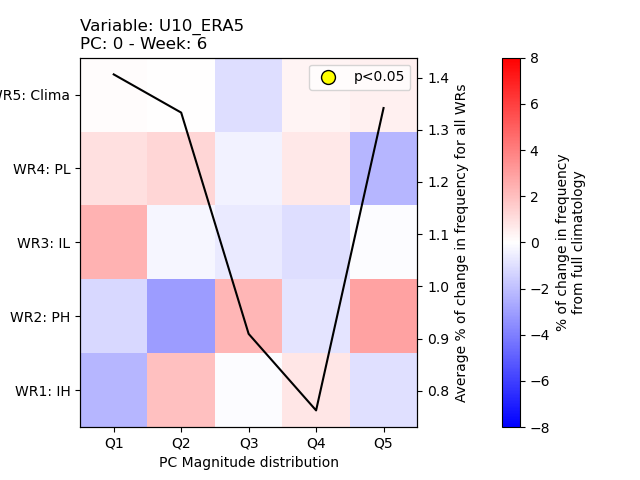 Variable: U10_ERA5
PC: 0 - Week: 6
p<0.05
WR5: Clima
WR4: PL
WR3: IL
WR2: PH
WR1: IH
Q1 Q2 Q3 Q4 Q5
PC Magnitude distribution
1.4
1.3
1.2
1.1
1.0
0.9
0.8
Average % of change in frequency for all WRs
8
6
4
2
0
−2
−4
−6
−8
% of change in frequency
from full climatology